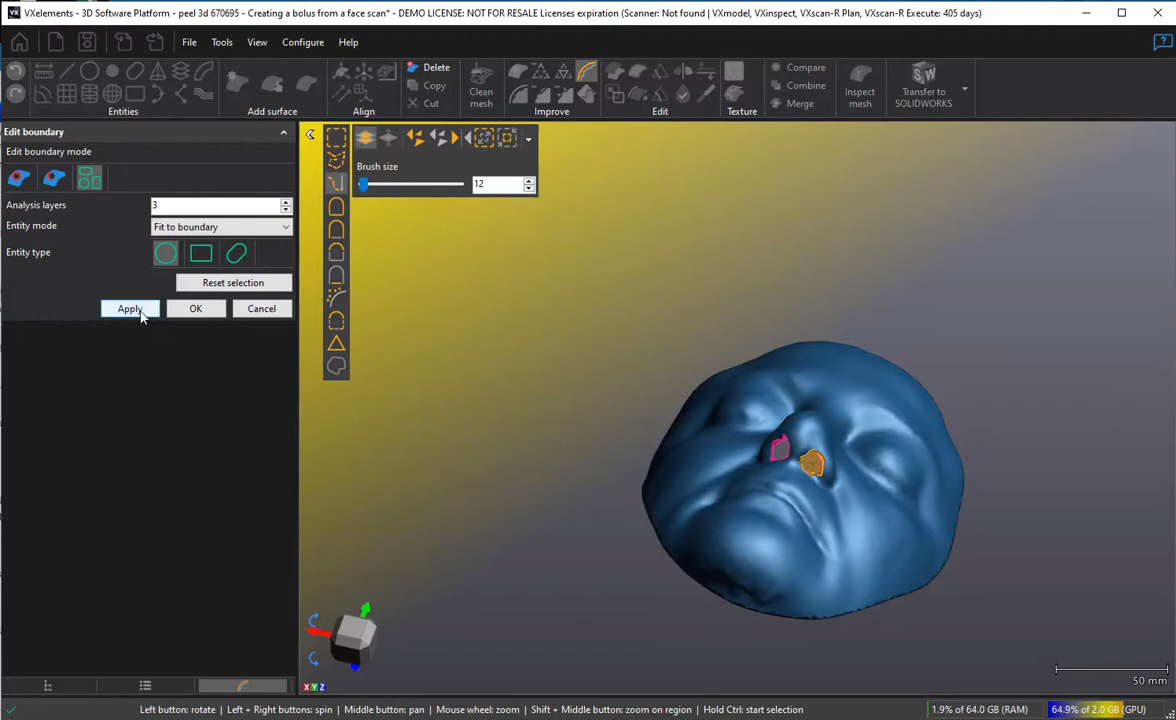 VXelements - 3D Software Platform - peel 3d 670695 - Creating a bolus from a face scan* - DEMO LICENSE: NOT FOR RESALE Licenses expiration (Scanner: Not found | VXmodel, VXinspect, VXscan-R Plan, VXscan-R Execute: 405 days)
File Tools View Configure Help
Entities
Add surface
Align
Delete
Copy
Cut
Clean
mesh
Improve
Edit
Texture
Compare
Combine
Merge
Inspect
mesh
Transfer to
SOLIDWORKS
Edit boundary
Edit boundary mode
Analysis layers 3
Entity mode Fit to boundary
Entity type
Reset selection
Apply OK Cancel
Brush size
12
50 mm
X Y Z
Left button: rotate | Left + Right buttons: spin | Middle button: pan | Mouse wheel: zoom | Shift + Middle button: zoom on region | Hold Ctrl: start selection
1.9% of 64.0 GB (RAM) 64.9% of 2.0 GB (GPU)